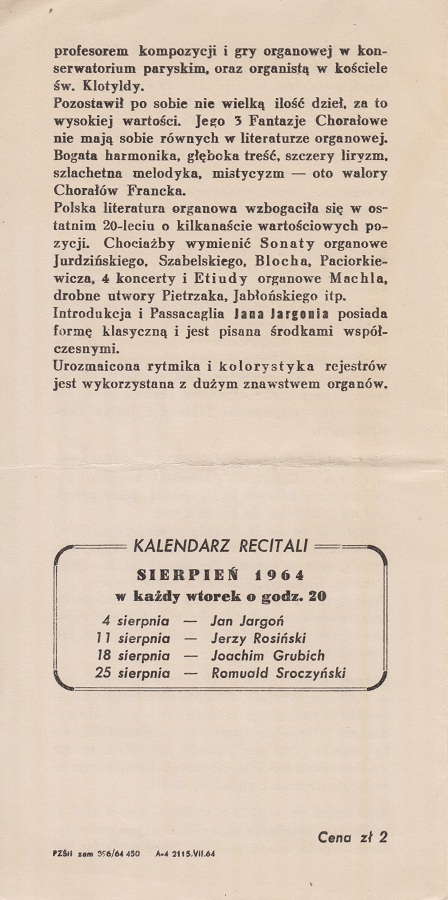 profesorem kompozycji i gry organowej w kon-
serwatorium paryskim, oraz organistą w kościele
św. Klotyldy.
Pozostawił po sobie nie wielką ilość dzieł, za to
wysokiej wartości. Jego 3 Fantazje Chorałowe
nie mają sobie równych w literaturze organowej.
Bogata harmonika, głęboka treść, szczery liryzm,
szlachetna melodyka, mistycyzm — oto walory
Chorałów Francka.
Polska literatura organowa wzbogaciła się w os-
tatnim 20-leciu o kilkanaście wartościowych po-
zycji. Chociażby wymienić Sonaty organowe
Jurdzińskiego, Szabelskiego, Blocha, Paciorkie-
wicza, 4 koncerty i Etiudy organowe Machla,
drobne utwory Pietrzaka, Jabłońskiego itp.
Introdukcja i Passacaglia Jana Jargonia posiada
formę klasyczną i jest pisana środkami współ-
czesnymi.
Urozmaicona rytmika i kolorystyka rejestrów
jest wykorzystana z dużym znawstwem organów.
KALENDARZ RECITALI
SIERPIEŃ 1964
w każdy wtorek o godz. 20
4 sierpnia — Jan Jargoń
11 sierpnia — Jerzy Rosiński
18 sierpnia — Joachim Grubich
25 sierpnia — Romuald Sroczyński
Cena zł 2
zam 396/64 450 A-4 2115.VII.64